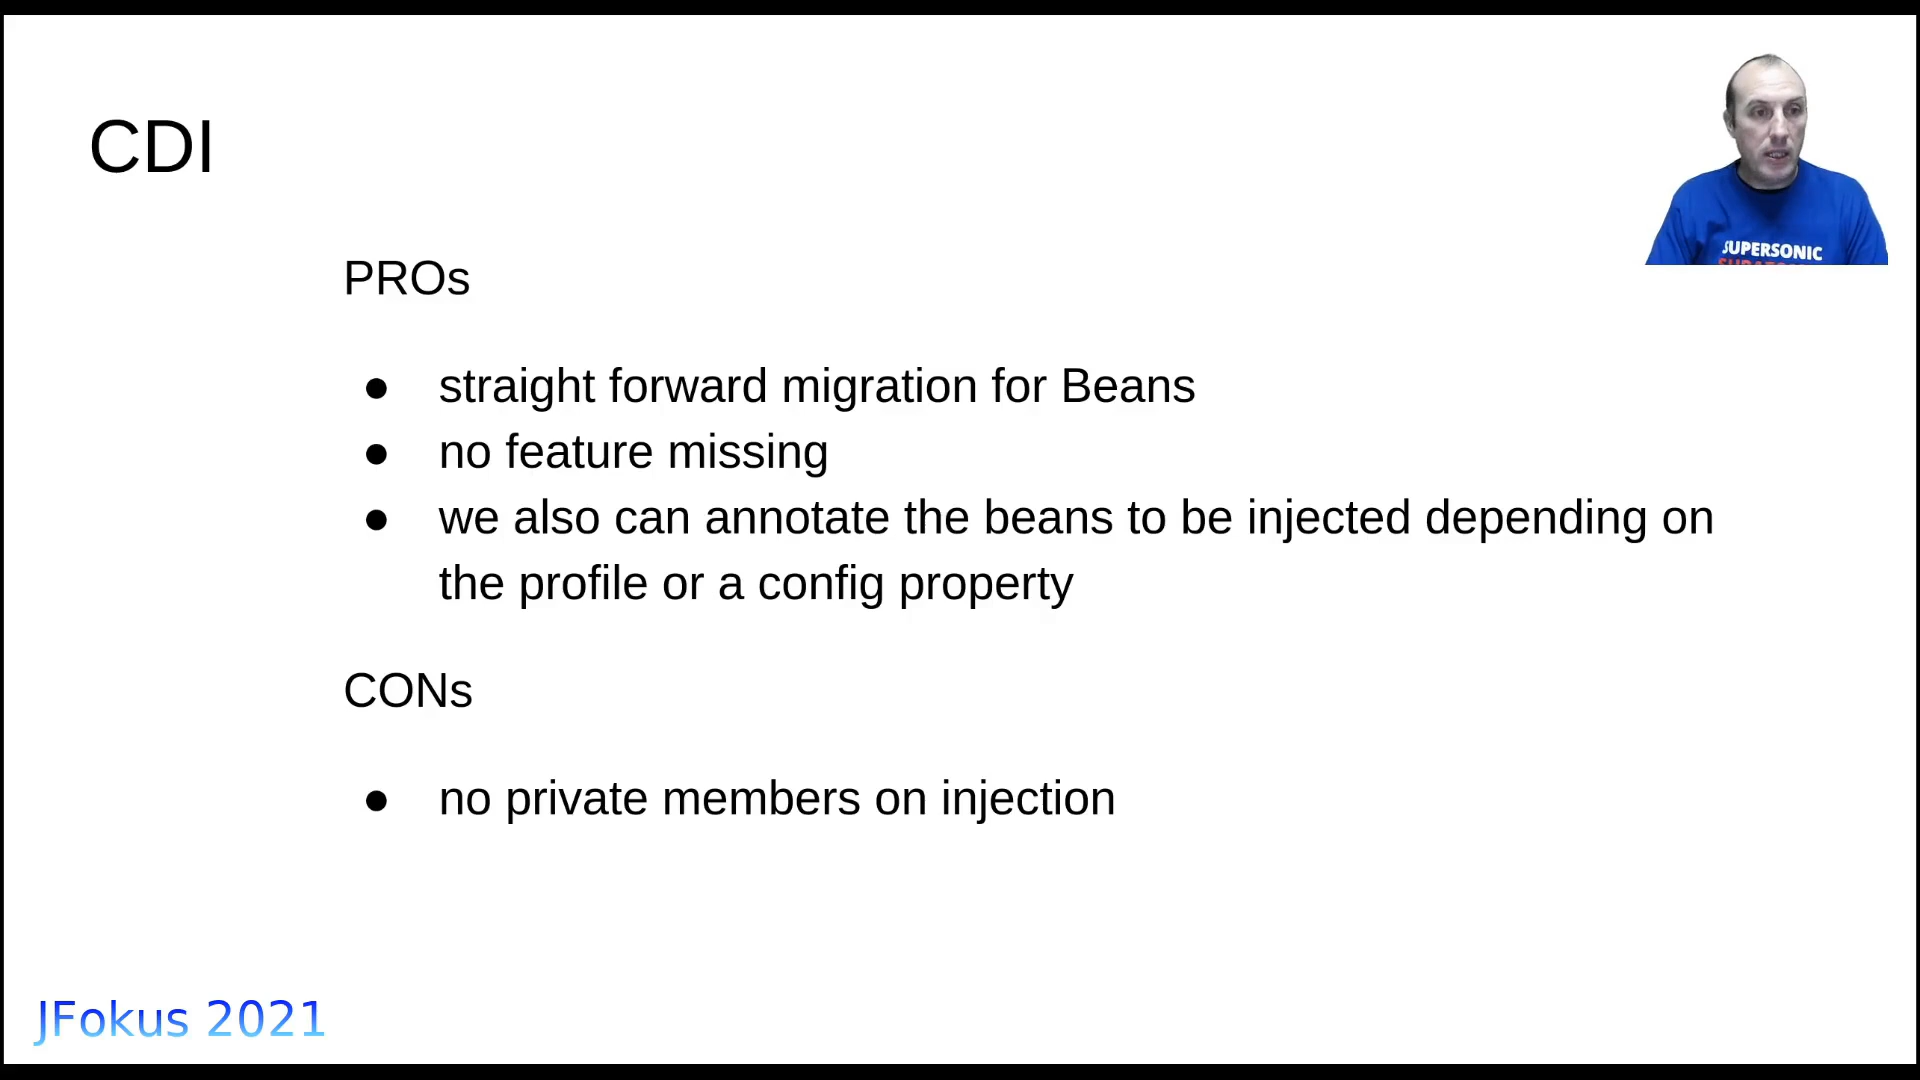 CDI
SUPERSONIC
PROs
● straight forward migration for Beans
● no feature missing
● we also can annotate the beans to be injected depending on
the profile or a config property
CONs
● no private members on injection
JFokus 2021